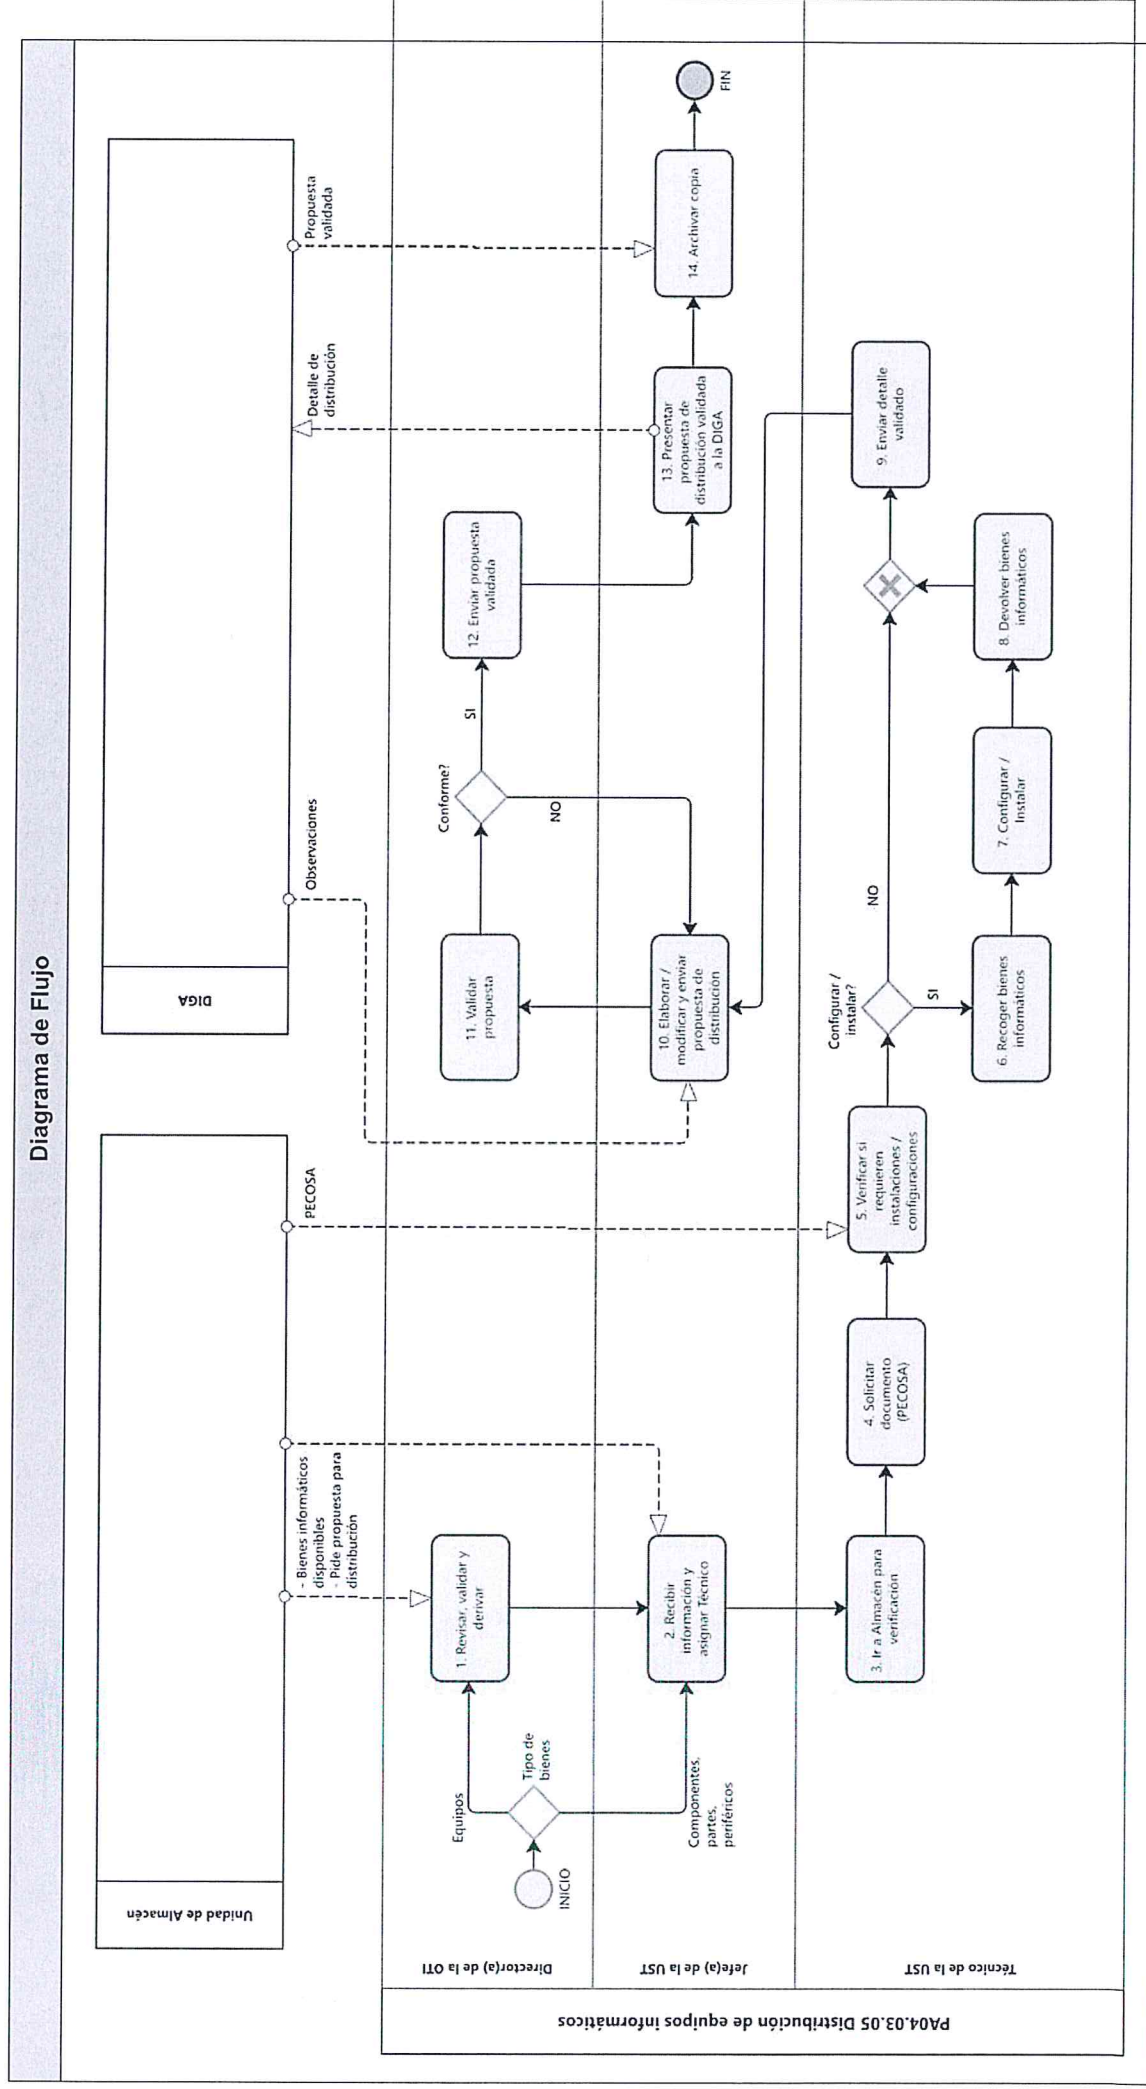 Diagrama de Flujo
Unidad de Almacén
DIGA
- Bienes informáticos
disponibles
- Pide propuesta para
distribución
PECOSA
Observaciones
Detalle de
distribución
Propuesta
validada
PA04.03.05 Distribución de equipos informáticos
Director(a) de la OTI
Jefe(a) de la UST
Técnico de la UST
INICIO
Tipo de
bienes
Equipos
Componentes,
partes,
periféricos
1. Revisar, validar y
derivar
2. Recibir
información y
asignar Técnico
3. Ir a Almacén para
verificación
4. Solicitar
documento
(PECOSA)
5. Verificar si
requieren
instalaciones /
configuraciones
Configurar /
instalar?
SI
NO
6. Recoger bienes
informáticos
7. Configurar /
Instalar
8. Devolver bienes
informáticos
9. Enviar detalle
validado
10. Elaborar /
modificar y enviar
propuesta de
distribución
11. Validar
propuesta
Conforme?
SI
NO
12. Enviar propuesta
validada
13. Presentar
propuesta de
distribución validada
a la DIGA
14. Archivar copia
FIN